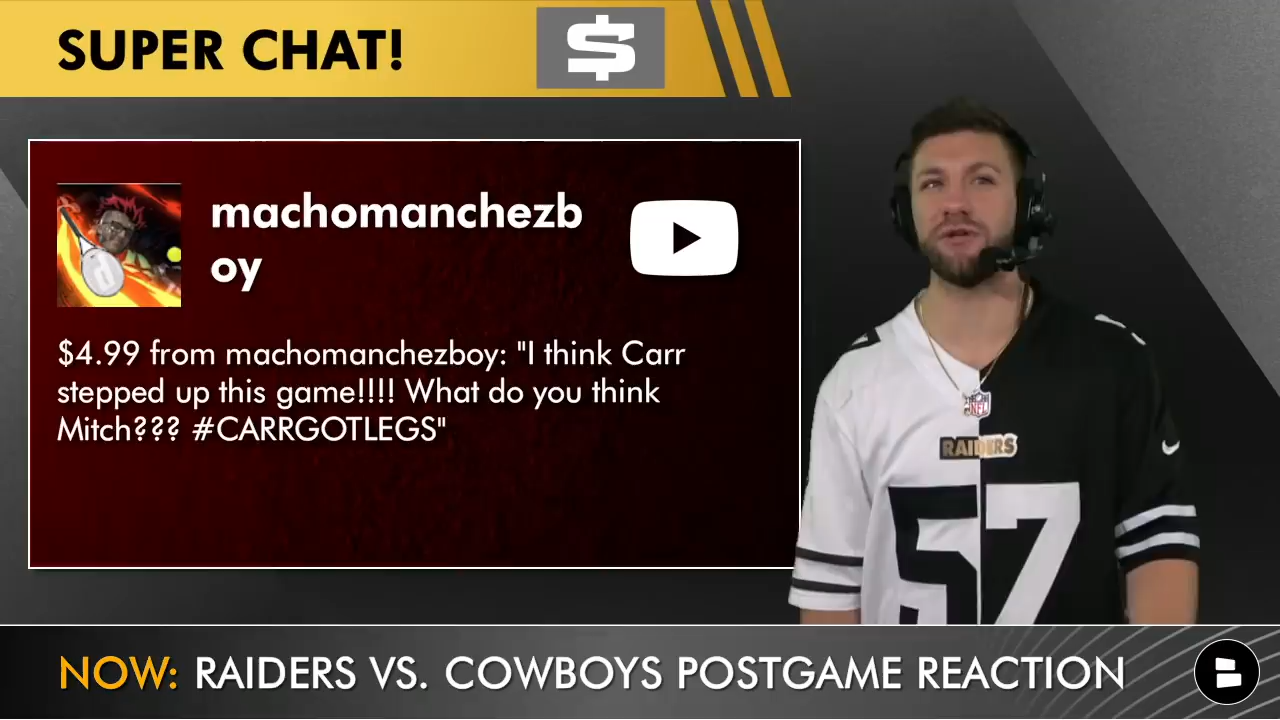 SUPER CHAT!
$
machomanchezb
oy
$4.99 from machomanchezboy: "I think Carr
stepped up this game!!!! What do you think
Mitch??? #CARRGOTLEGS"
NFL
RAIDERS
57
NOW: RAIDERS VS. COWBOYS POSTGAME REACTION